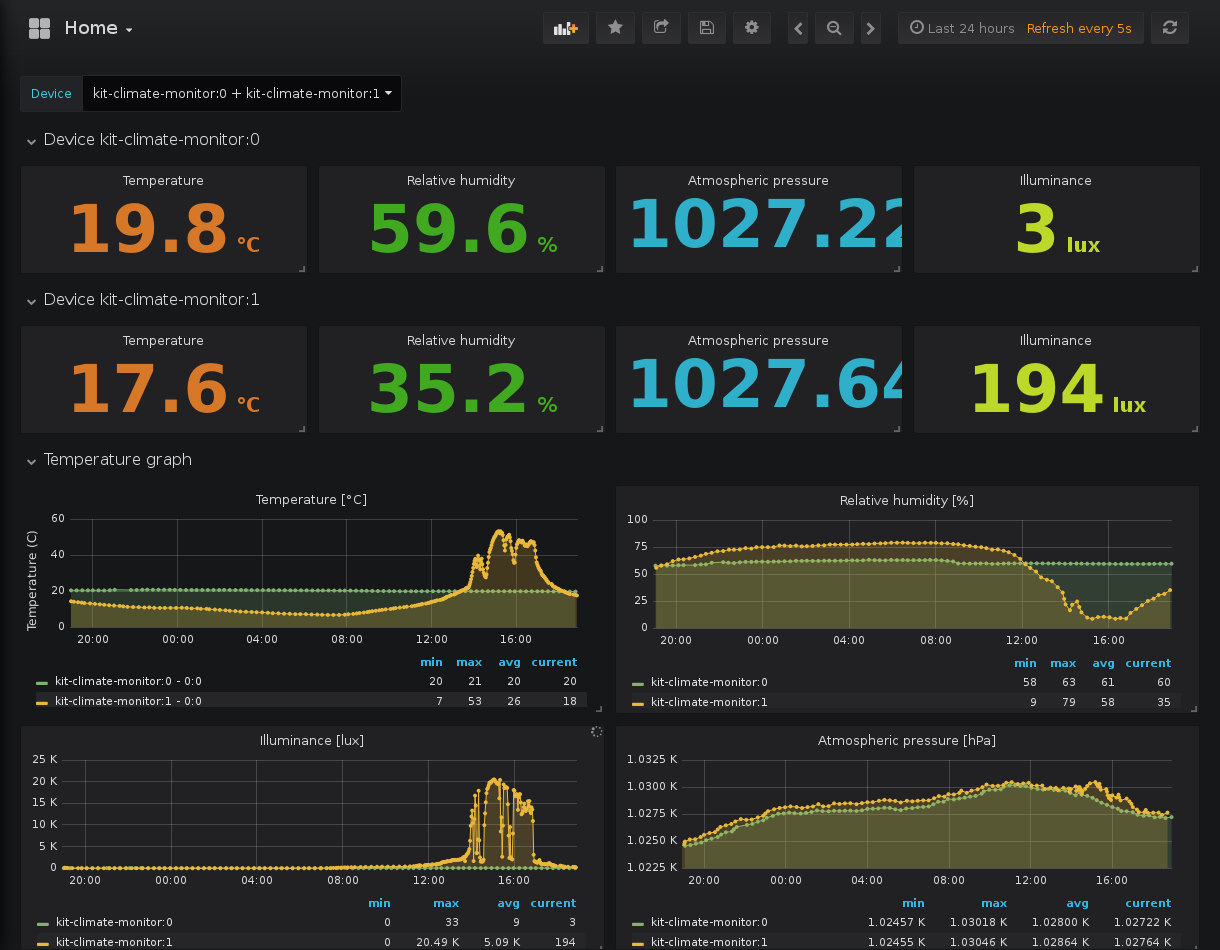 Home
Last 24 hours Refresh every 5s
Device kit-climate-monitor:0 + kit-climate-monitor:1
Device kit-climate-monitor:0
Temperature Relative humidity Atmospheric pressure Illuminance
19.8 °C 59.6 % 1027.22 3 lux
Device kit-climate-monitor:1
Temperature Relative humidity Atmospheric pressure Illuminance
17.6 °C 35.2 % 1027.64 194 lux
Temperature graph
Temperature [°C]
Temperature (C)
60
40
20
0
20:00 00:00 04:00 08:00 12:00 16:00
min max avg current
kit-climate-monitor:0 - 0:0 20 21 20 20
kit-climate-monitor:1 - 0:0 7 53 26 18
Relative humidity [%]
100
75
50
25
0
20:00 00:00 04:00 08:00 12:00 16:00
min max avg current
kit-climate-monitor:0 58 63 61 60
kit-climate-monitor:1 9 79 58 35
Illuminance [lux]
25 K
20 K
15 K
10 K
5 K
0
20:00 00:00 04:00 08:00 12:00 16:00
min max avg current
kit-climate-monitor:0 0 33 9 3
kit-climate-monitor:1 0 20.49 K 5.09 K 194
Atmospheric pressure [hPa]
1.0325 K
1.0300 K
1.0275 K
1.0250 K
1.0225 K
20:00 00:00 04:00 08:00 12:00 16:00
min max avg current
kit-climate-monitor:0 1.02457 K 1.03018 K 1.02800 K 1.02722 K
kit-climate-monitor:1 1.02455 K 1.03046 K 1.02864 K 1.02764 K